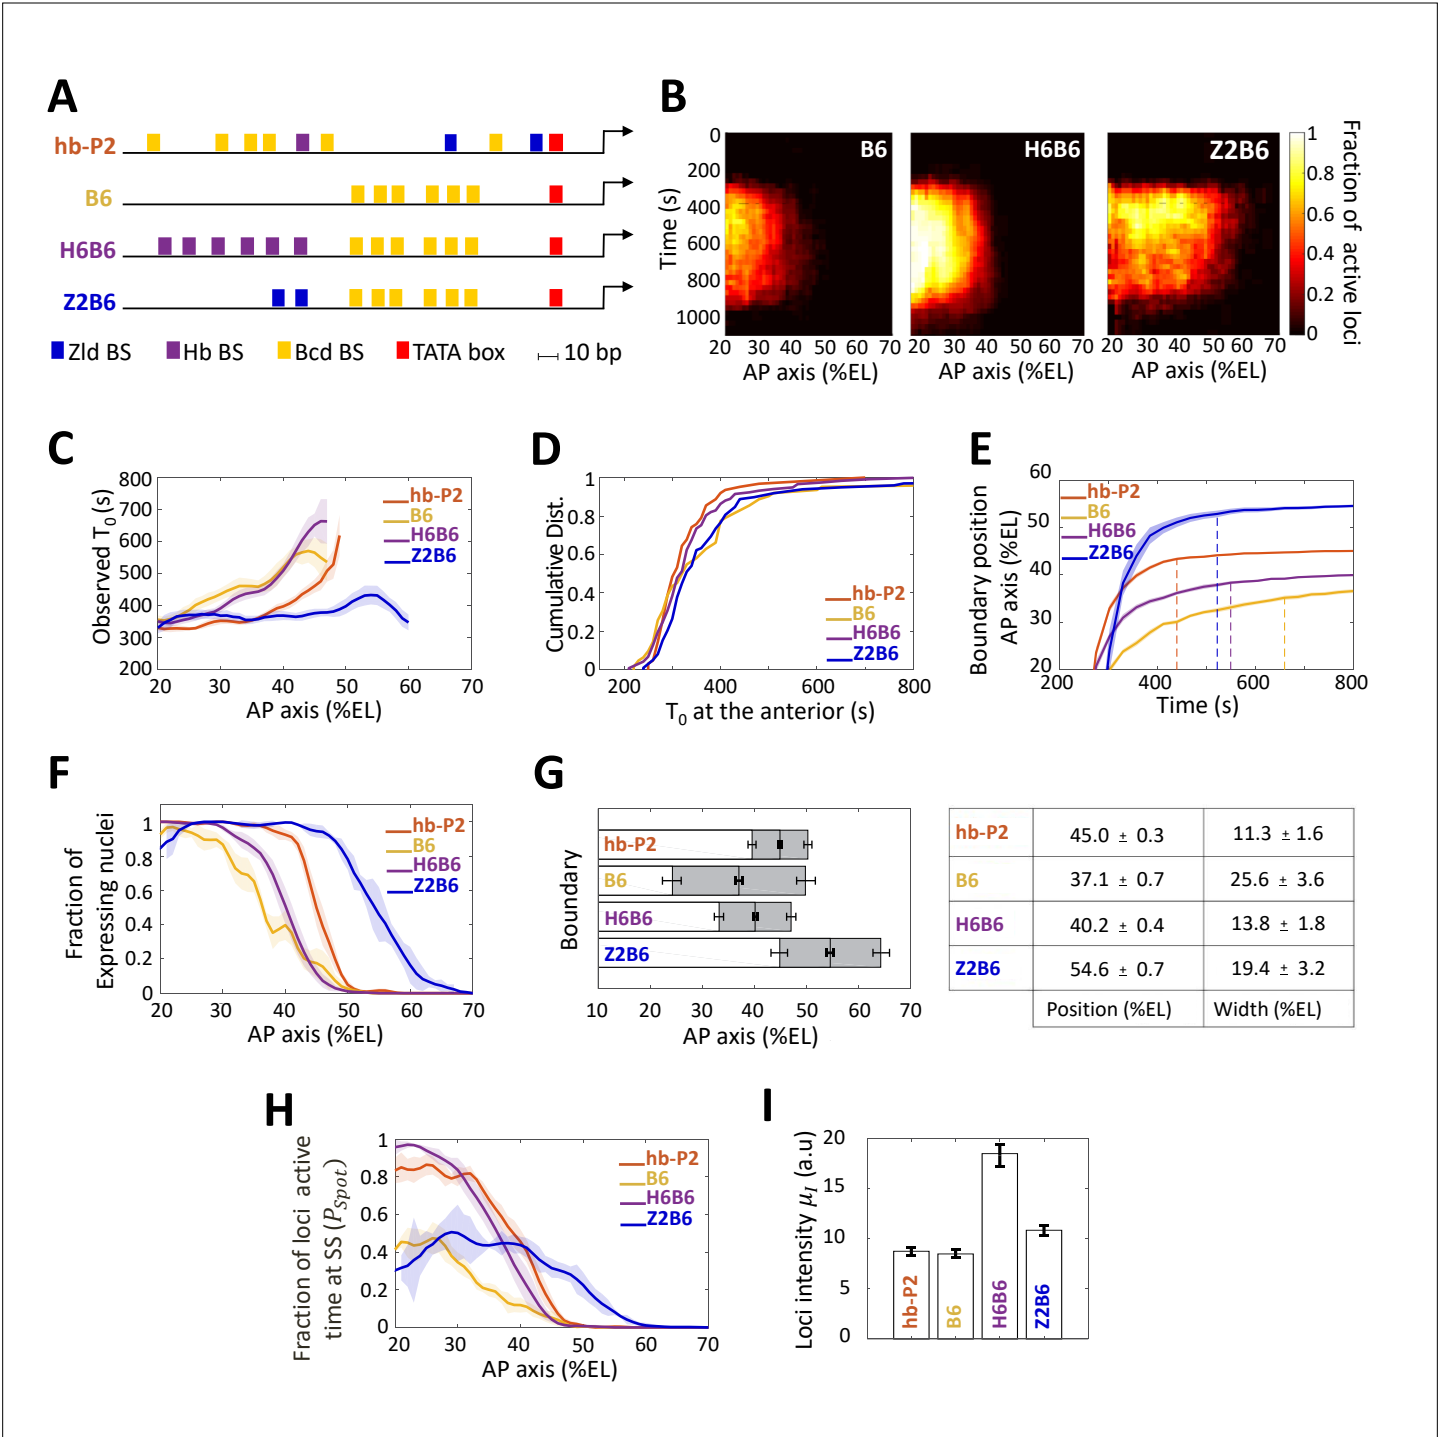 A
hb-P2
B6
H6B6
Z2B6
Zld BS
Hb BS
Bcd BS
TATA box
10 bp
B
B6
H6B6
Z2B6
0
200
400
600
800
1000
Time (s)
20 30 40 50 60 70
20 30 40 50 60 70
20 30 40 50 60 70
AP axis (%EL)
AP axis (%EL)
AP axis (%EL)
1
0.8
0.6
0.4
0.2
0
Fraction of active loci
C
Observed T0 (s)
800
700
600
500
400
300
200
20 30 40 50 60 70
AP axis (%EL)
hb-P2
B6
H6B6
Z2B6
D
Cumulative Dist.
1
0.8
0.6
0.4
0.2
0
200 400 600 800
T0 at the anterior (s)
hb-P2
B6
H6B6
Z2B6
E
Boundary position
AP axis (%EL)
60
50
40
30
20
200 400 600 800
Time (s)
hb-P2
B6
H6B6
Z2B6
F
Fraction of
Expressing nuclei
1
0.8
0.6
0.4
0.2
0
20 30 40 50 60 70
AP axis (%EL)
hb-P2
B6
H6B6
Z2B6
G
Boundary
hb-P2
B6
H6B6
Z2B6
10 20 30 40 50 60 70
AP axis (%EL)
hb-P2 45.0 ± 0.3 11.3 ± 1.6
B6 37.1 ± 0.7 25.6 ± 3.6
H6B6 40.2 ± 0.4 13.8 ± 1.8
Z2B6 54.6 ± 0.7 19.4 ± 3.2
Position (%EL) Width (%EL)
H
Fraction of loci active
time at SS (PSpot)
1
0.8
0.6
0.4
0.2
0
20 30 40 50 60 70
AP axis (%EL)
hb-P2
B6
H6B6
Z2B6
I
Loci intensity μI (a.u)
20
15
10
5
0
hb-P2
B6
H6B6
Z2B6